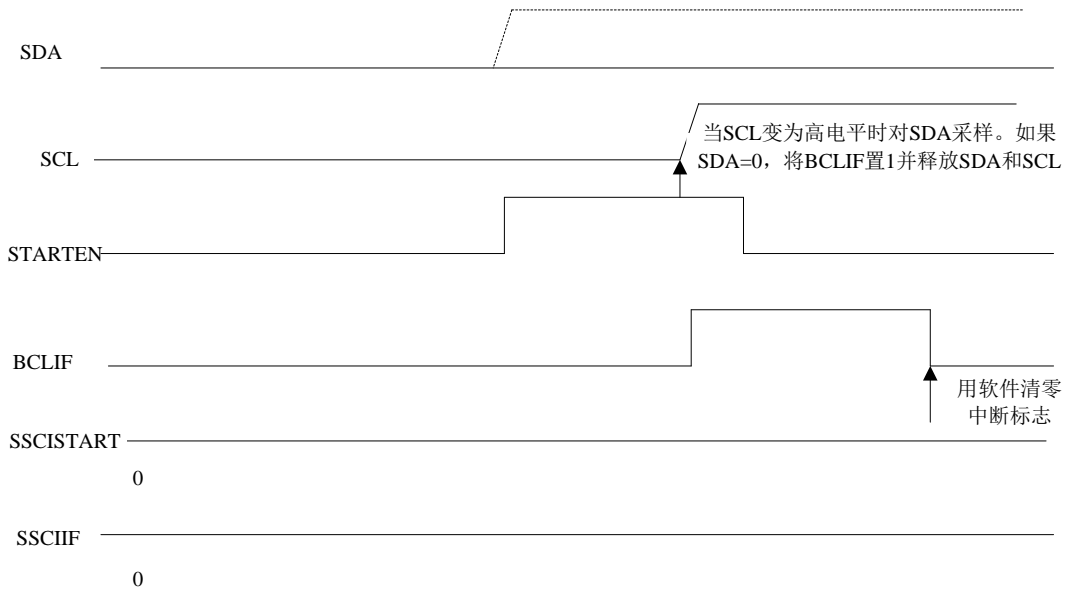 SDA
当SCL变为高电平时对SDA采样。如果
SDA=0，将BCLIF置1并释放SDA和SCL
SCL
STARTEN
BCLIF
用软件清零
中断标志
SSCISTART
0
SSCIIF
0